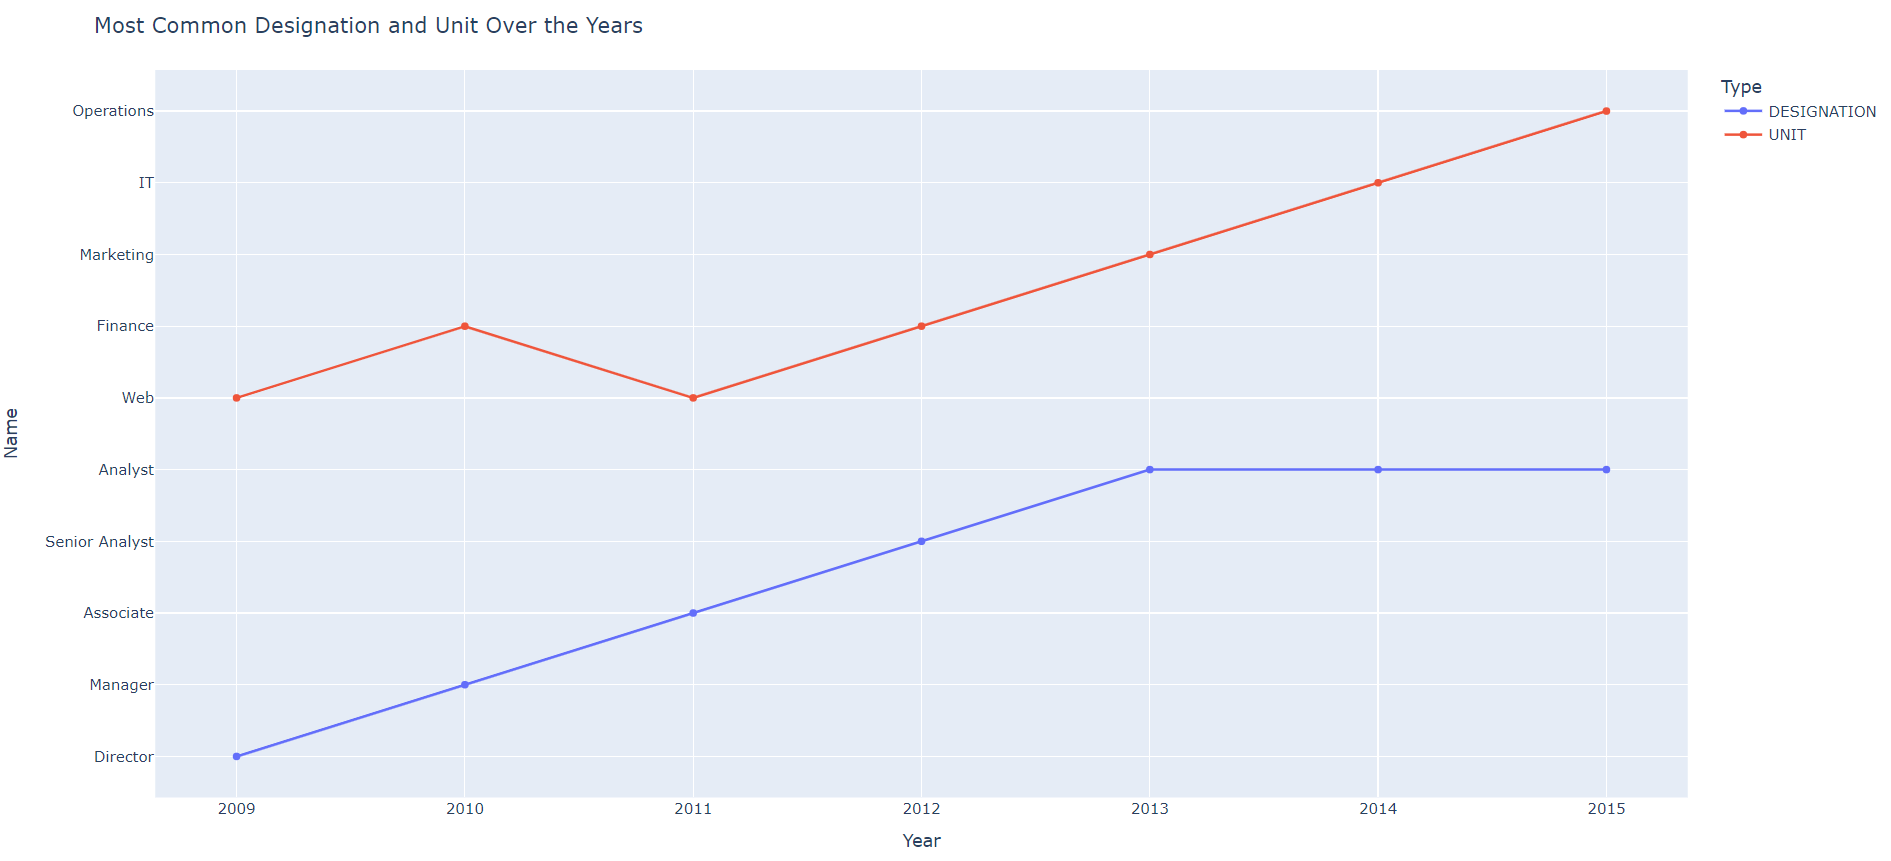 Most Common Designation and Unit Over the Years
Type
DESIGNATION
UNIT
Name
Operations
IT
Marketing
Finance
Web
Analyst
Senior Analyst
Associate
Manager
Director
2009 2010 2011 2012 2013 2014 2015
Year